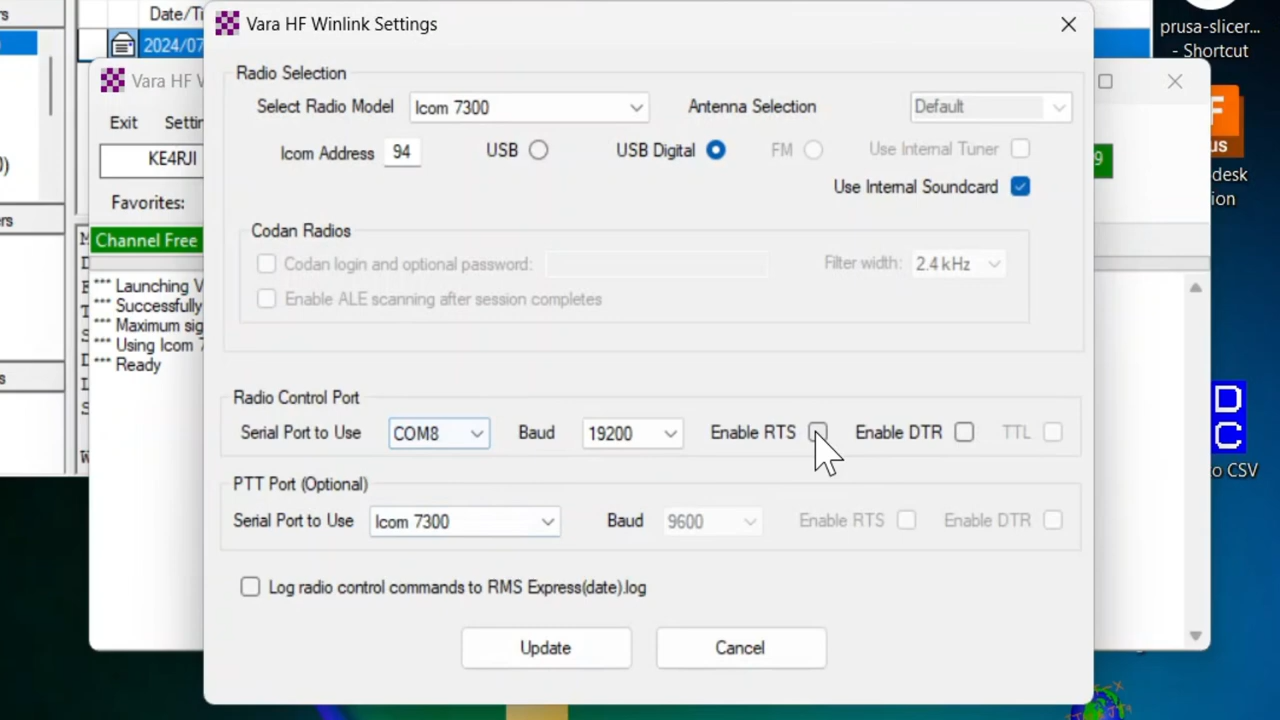 Date/Ti
2024/07
prusa-slicer...
- Shortcut
Vara HF Winlink Settings
Vara HF W
Exit
Settin
KE4RJI
Favorites:
Channel Free
*** Launching V
*** Successfully
*** Maximum sig
*** Using Icom 7
*** Ready
Radio Selection
Select Radio Model
Icom 7300
Antenna Selection
Default
Icom Address
94
USB
USB Digital
FM
Use Internal Tuner
Use Internal Soundcard
Codan Radios
Codan login and optional password:
Filter width:
2.4 kHz
Enable ALE scanning after session completes
Radio Control Port
Serial Port to Use
COM8
Baud
19200
Enable RTS
Enable DTR
TTL
PTT Port (Optional)
Serial Port to Use
Icom 7300
Baud
9600
Enable RTS
Enable DTR
Log radio control commands to RMS Express(date).log
Update
Cancel
F
us
desk
ion
9
D
C
o CSV